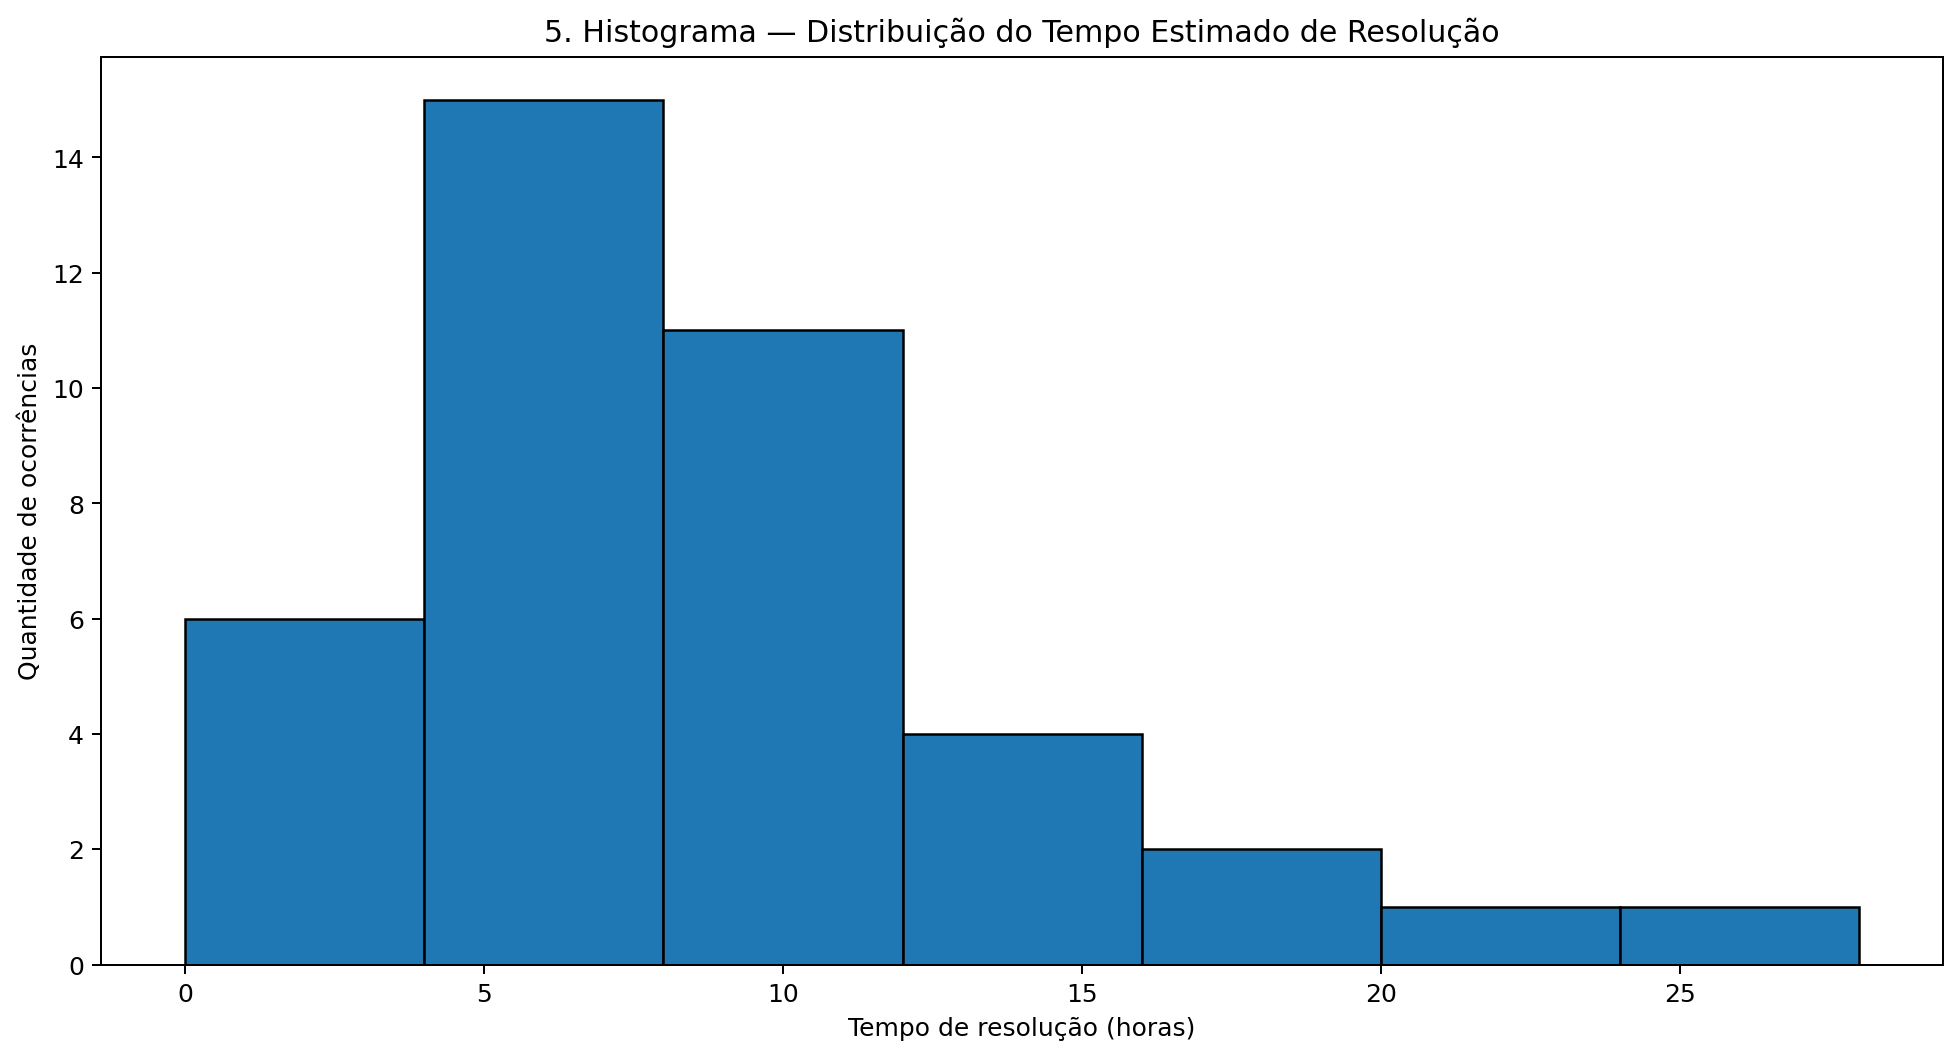 5. Histograma — Distribuição do Tempo Estimado de Resolução
Quantidade de ocorrências
14
12
10
8
6
4
2
0
0 5 10 15 20 25
Tempo de resolução (horas)